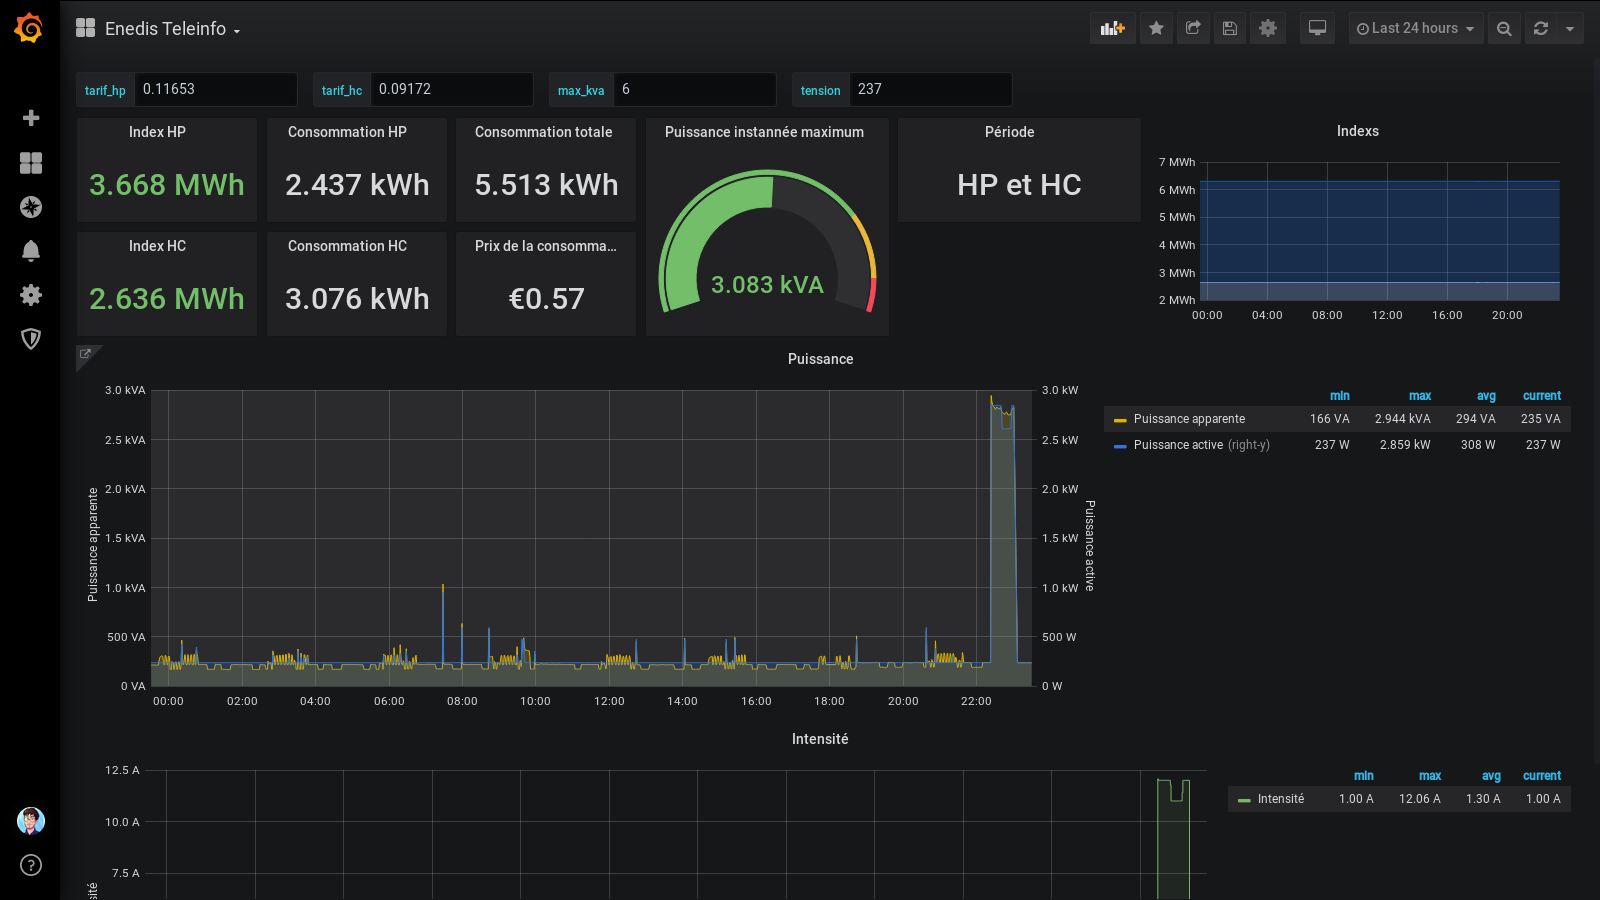 Enedis Teleinfo
Last 24 hours
tarif_hp 0.11653 tarif_hc 0.09172 max_kva 6 tension 237
Index HP
3.668 MWh
Consommation HP
2.437 kWh
Consommation totale
5.513 kWh
Puissance instannée maximum
3.083 kVA
Période
HP et HC
Index HC
2.636 MWh
Consommation HC
3.076 kWh
Prix de la consomma...
€0.57
Indexs
7 MWh
6 MWh
5 MWh
4 MWh
3 MWh
2 MWh
00:00 04:00 08:00 12:00 16:00 20:00
Puissance
Puissance apparente
3.0 kVA
2.5 kVA
2.0 kVA
1.5 kVA
1.0 kVA
500 VA
0 VA
3.0 kW
2.5 kW
2.0 kW
1.5 kW
1.0 kW
500 W
0 W
Puissance active
00:00 02:00 04:00 06:00 08:00 10:00 12:00 14:00 16:00 18:00 20:00 22:00
min max avg current
Puissance apparente 166 VA 2.944 kVA 294 VA 235 VA
Puissance active (right-y) 237 W 2.859 kW 308 W 237 W
Intensité
12.5 A
10.0 A
7.5 A
sité
min max avg current
Intensité 1.00 A 12.06 A 1.30 A 1.00 A